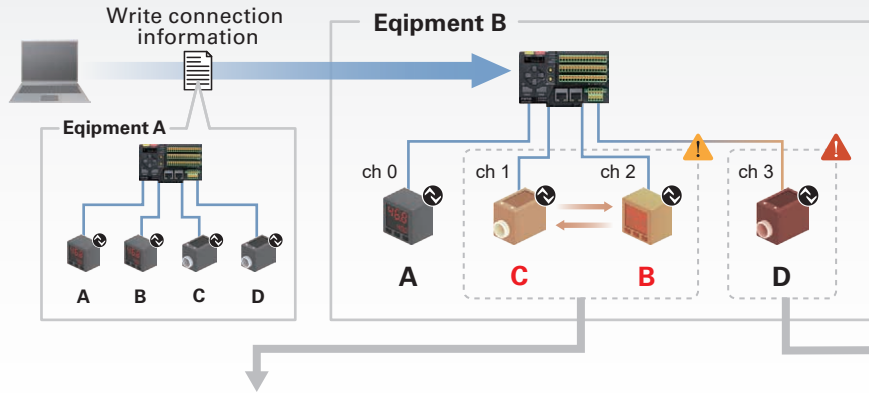 Write connection
information
Eqipment B
Eqipment A
ch 0
ch 1
ch 2
ch 3
A
B
C
D
A
C
B
D